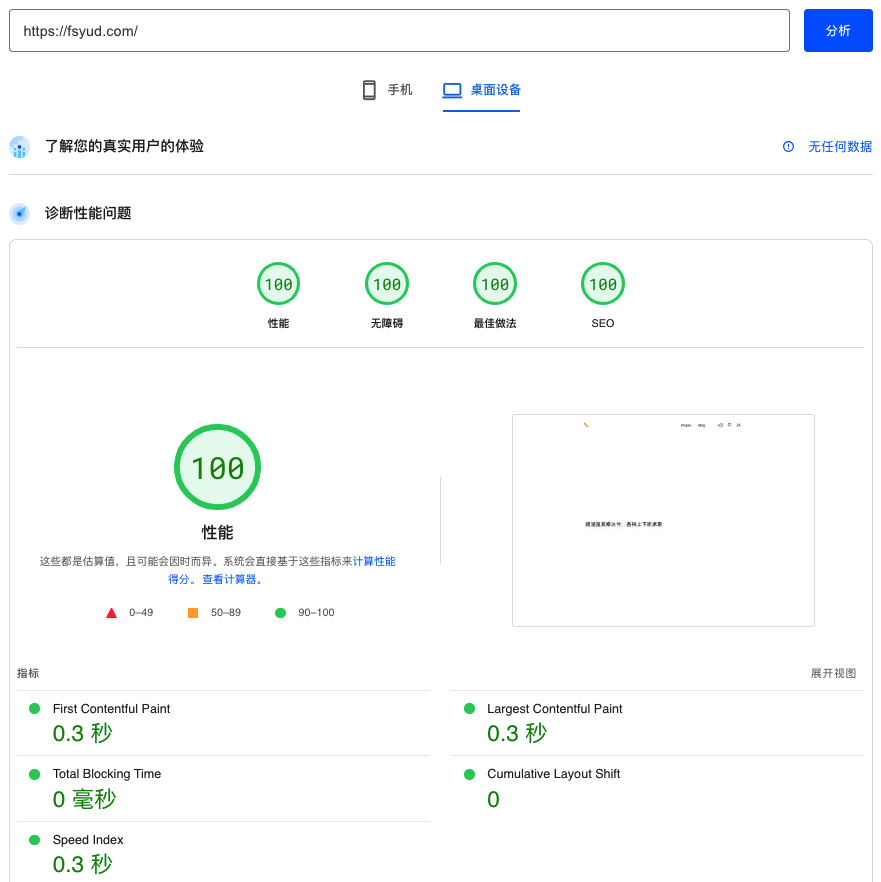 https://fsyud.com/
分析
手机
桌面设备
了解您的真实用户的体验
无任何数据
诊断性能问题
100
100
100
100
性能
无障碍
最佳做法
SEO
100
性能
这些都是估算值，且可能会因时而异。系统会直接基于这些指标来计算性能
得分。查看计算器。
0–49
50–89
90–100
路漫漫其修远兮，吾将上下而求索
指标
展开视图
First Contentful Paint
0.3 秒
Largest Contentful Paint
0.3 秒
Total Blocking Time
0 毫秒
Cumulative Layout Shift
0
Speed Index
0.3 秒